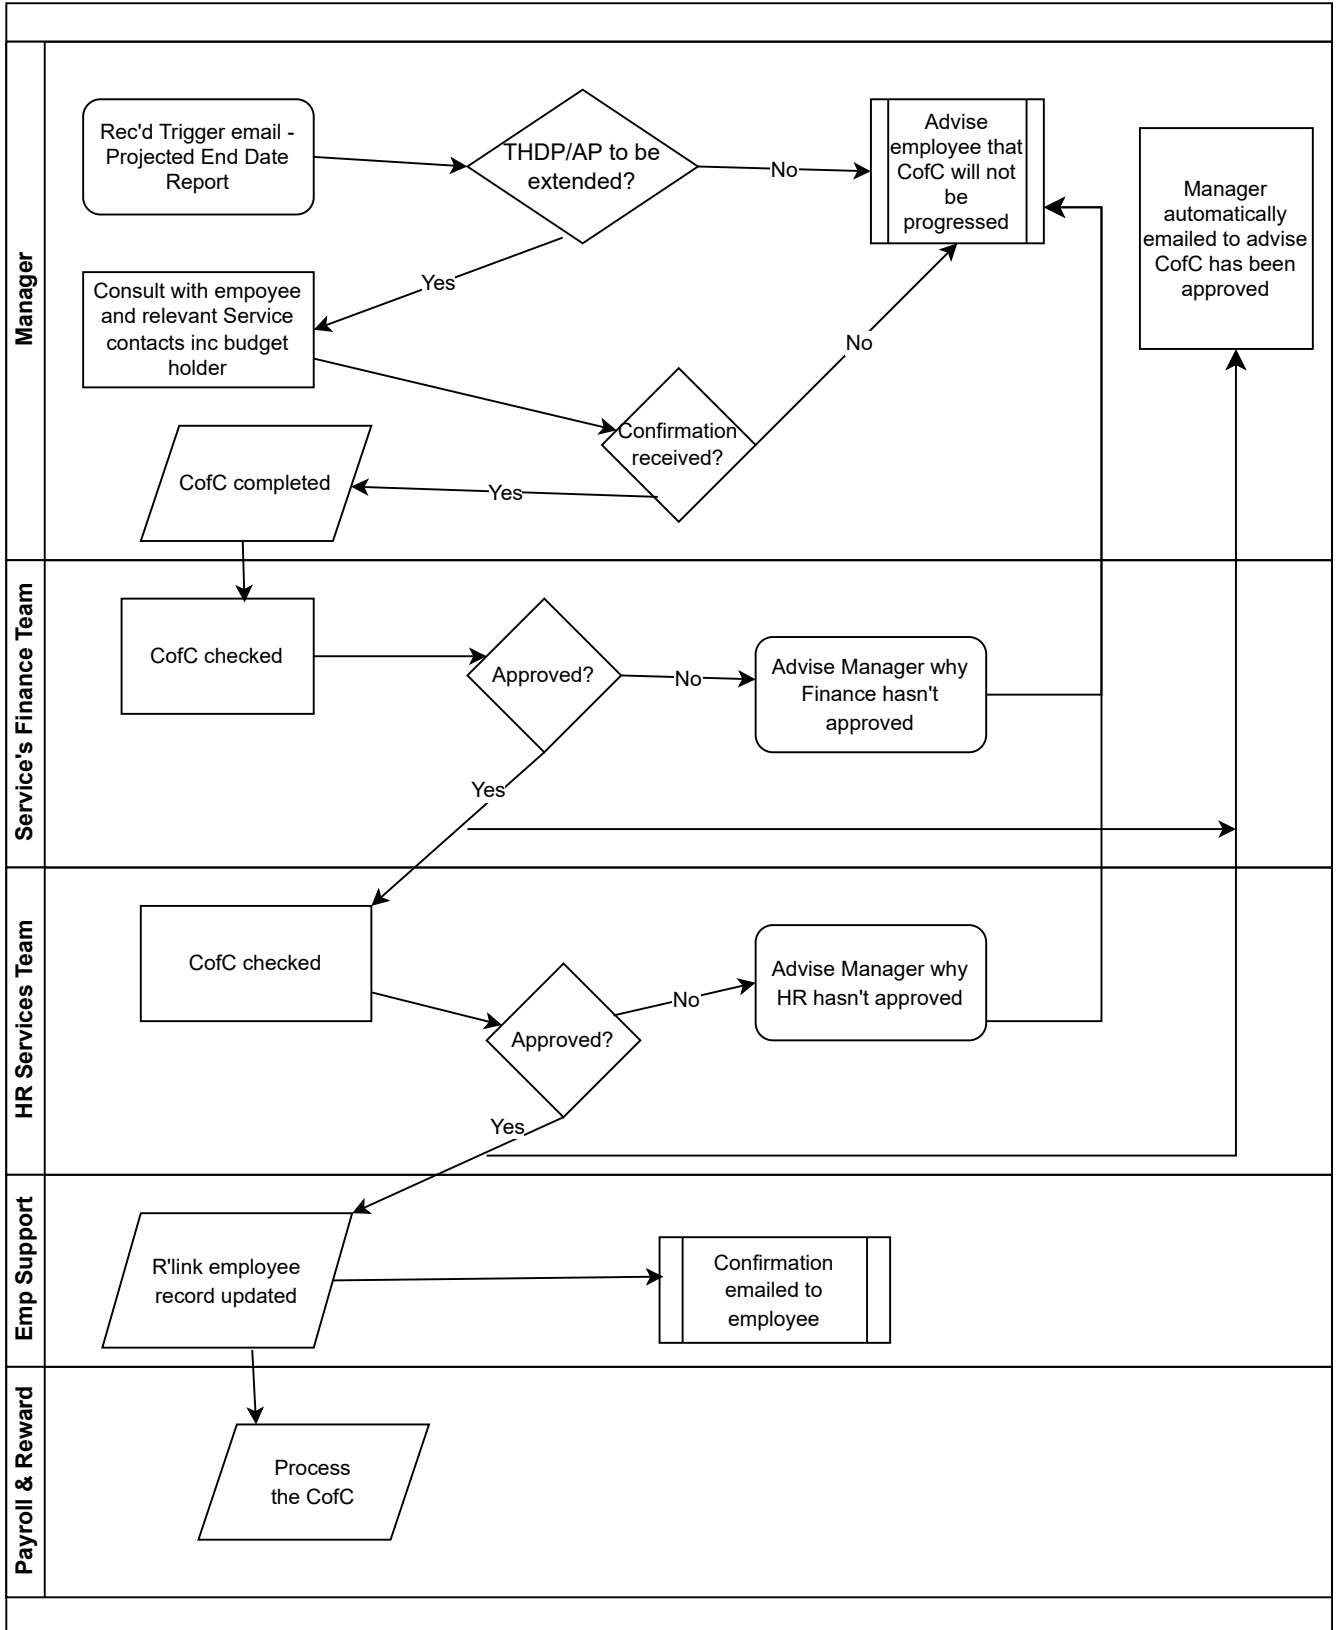 Manager
Rec'd Trigger email -
Projected End Date
Report
THDP/AP to be
extended?
No
Advise
employee that
CofC will not
be
progressed
Manager
automatically
emailed to advise
CofC has been
approved
Yes
Consult with empoyee
and relevant Service
contacts inc budget
holder
No
Confirmation
received?
Yes
CofC completed
Service's Finance Team
CofC checked
Approved?
No
Advise Manager why
Finance hasn't
approved
Yes
HR Services Team
CofC checked
Approved?
No
Advise Manager why
HR hasn't approved
Yes
Emp Support
R'link employee
record updated
Confirmation
emailed to
employee
Payroll & Reward
Process
the CofC